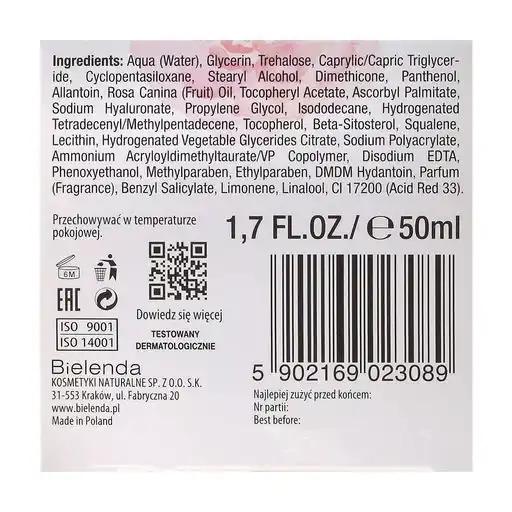 Ingredients: Aqua (Water), Glycerin, Trehalose, Caprylic/Capric Triglycer-
ide, Cyclopentasiloxane, Stearyl Alcohol, Dimethicone, Panthenol,
Allantoin, Rosa Canina (Fruit) Oil, Tocopheryl Acetate, Ascorbyl Palmitate,
Sodium Hyaluronate, Propylene Glycol, Isododecane, Hydrogenated
Tetradecenyl/Methylpentadecene, Tocopherol, Beta-Sitosterol, Squalene,
Lecithin, Hydrogenated Vegetable Glycerides Citrate, Sodium Polyacrylate,
Ammonium Acryloyldimethyltaurate/VP Copolymer, Disodium EDTA,
Phenoxyethanol, Methylparaben, Ethylparaben, DMDM Hydantoin, Parfum
(Fragrance), Benzyl Salicylate, Limonene, Linalool, CI 17200 (Acid Red 33).
Przechowywać w temperaturze
pokojowej.
1,7 FL.OZ./ ℮50ml
6M
EAC
ISO 9001
ISO 14001
Dowiedz się więcej
TESTOWANY
DERMATOLOGICZNIE
Bielenda
KOSMETYKI NATURALNE SP. Z O.O. S.K.
31-553 Kraków, ul. Fabryczna 20
www.bielenda.pl
Made in Poland
5 902169 023089
Najlepiej zużyć przed końcem:
Nr partii:
Best before: